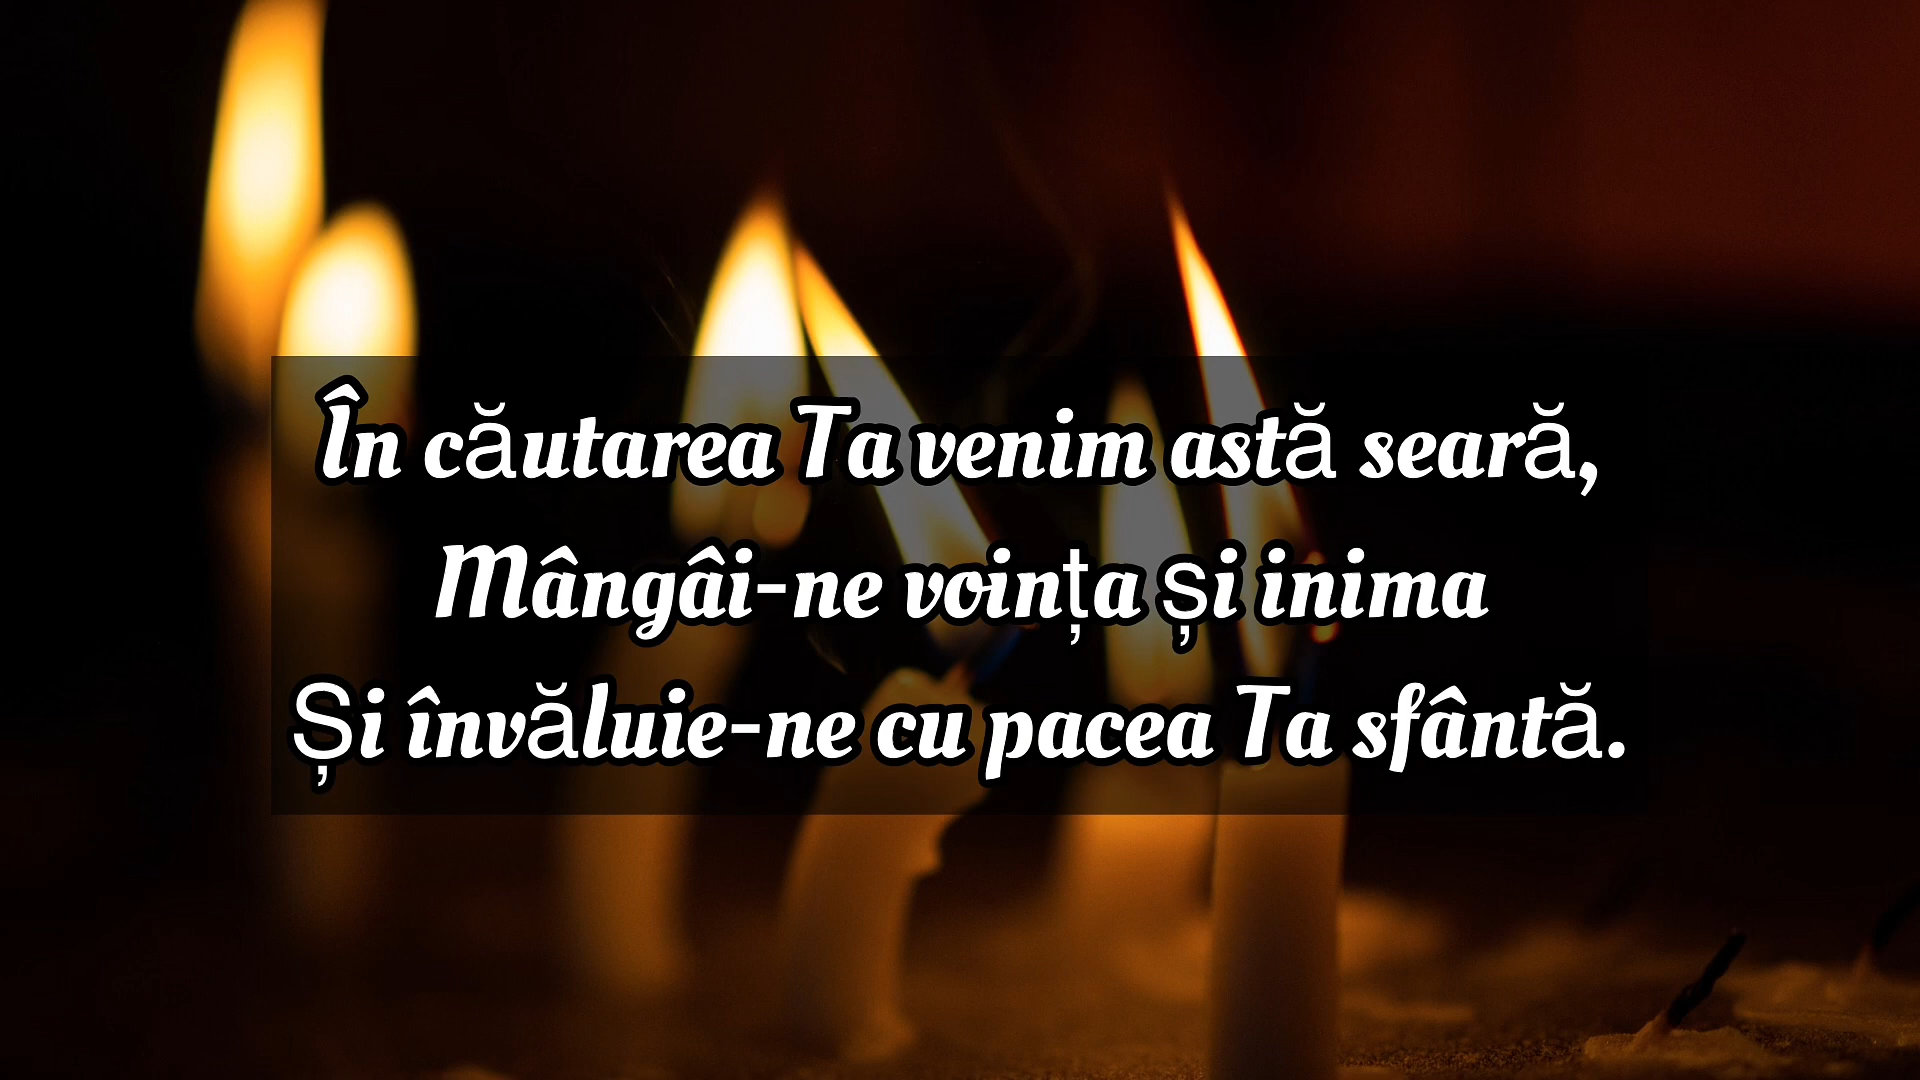 În căutarea Ta venim astă seară,
Mângâi-ne voința și inima
Și învăluie-ne cu pacea Ta sfântă.